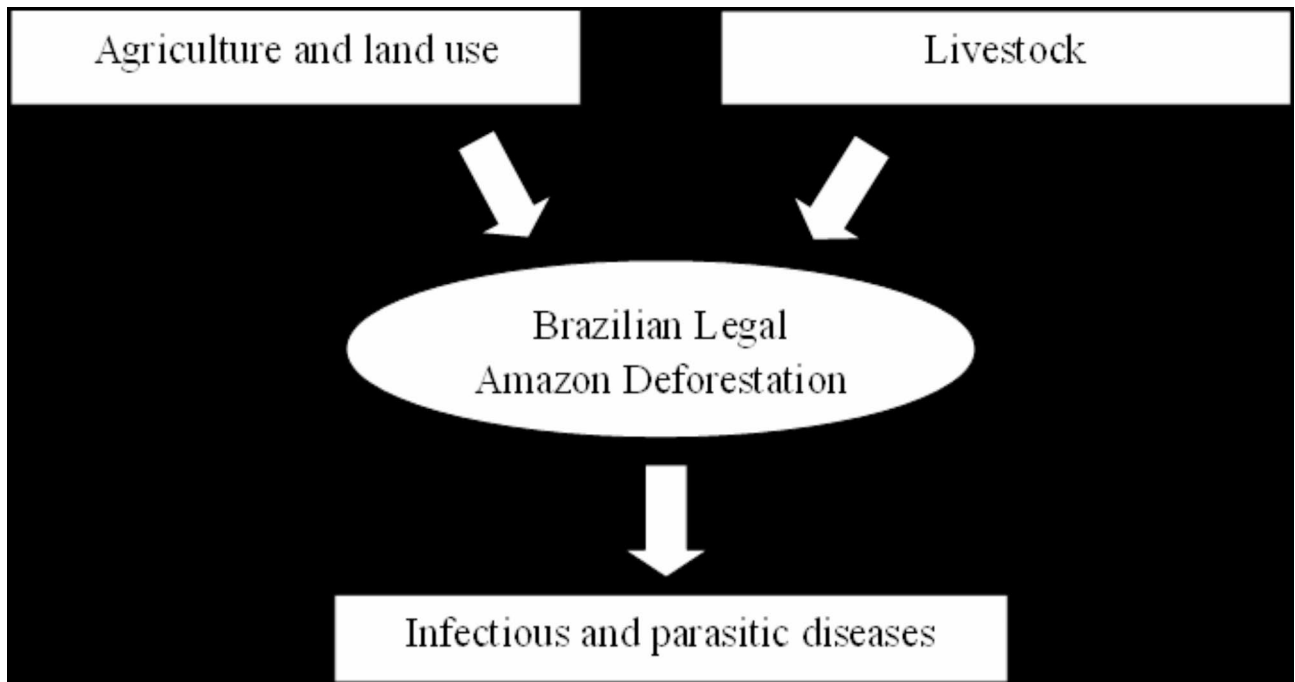 Agriculture and land use
Livestock
Brazilian Legal
Amazon Deforestation
Infectious and parasitic diseases